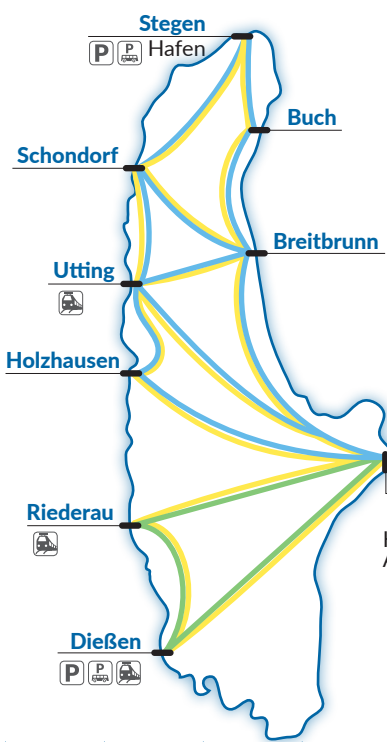 Stegen
P P Hafen
Buch
Schondorf
Breitbrunn
Utting
Holzhausen
Riederau
Dießen
P P